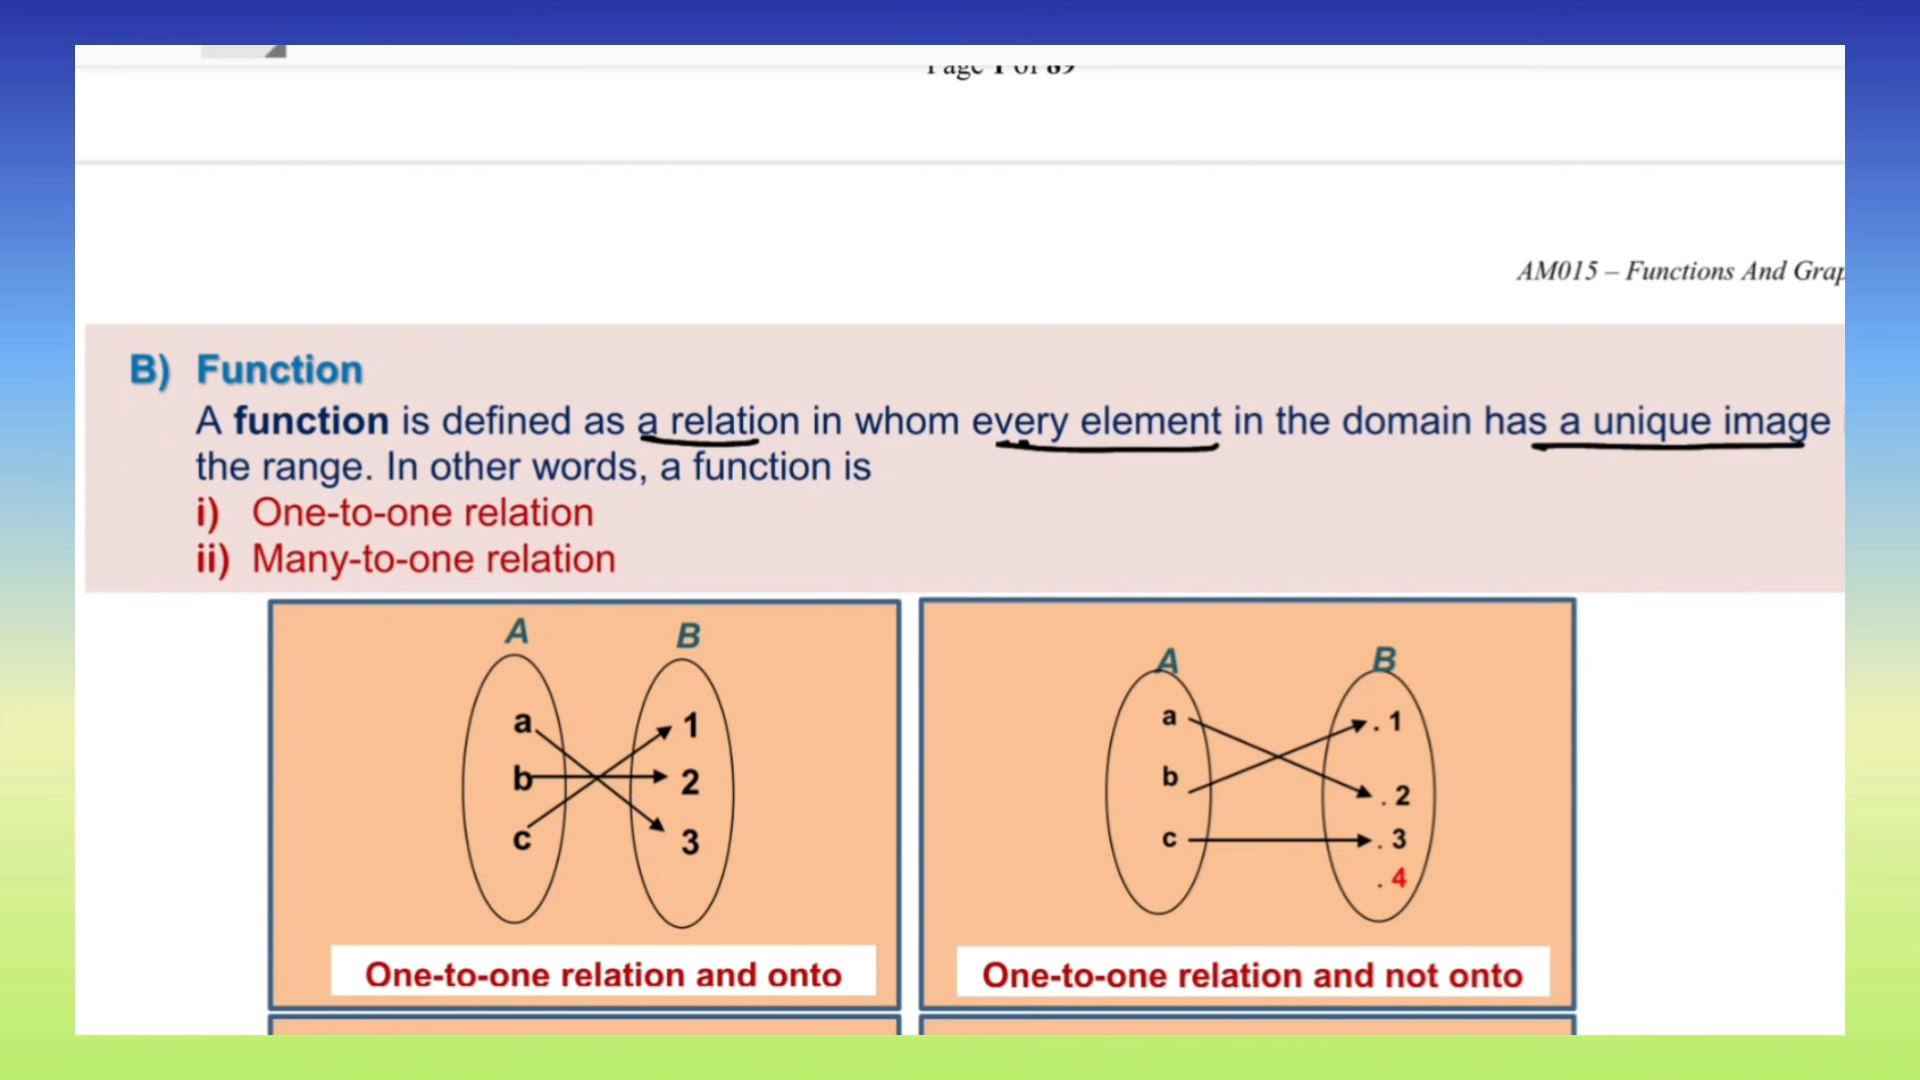 AM015 – Functions And
B) Function
A function is defined as a relation in whom every element in the domain has a unique image
the range. In other words, a function is
i) One-to-one relation
ii) Many-to-one relation
A B
a 1
b 2
c 3
One-to-one relation and onto
A B
a . 1
b . 2
c . 3
. 4
One-to-one relation and not onto